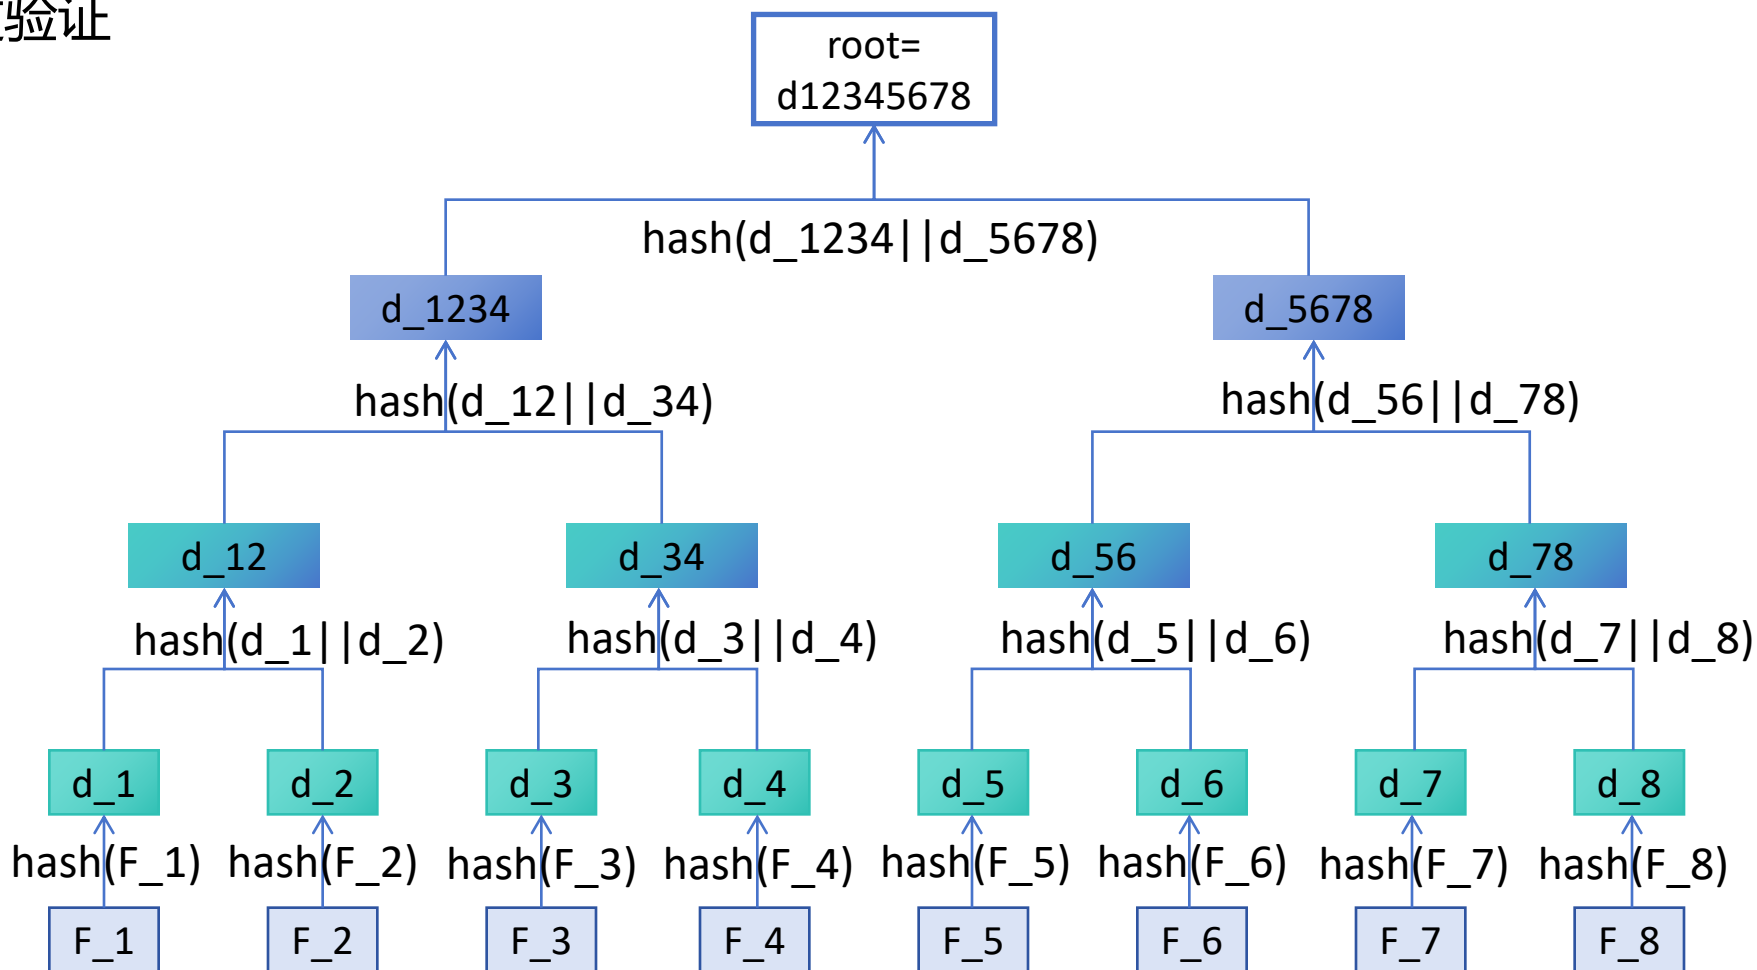 验证
root=
d12345678
hash(d_1234||d_5678)
d_1234
d_5678
hash(d_12||d_34)
hash(d_56||d_78)
d_12
d_34
d_56
d_78
hash(d_1||d_2)
hash(d_3||d_4)
hash(d_5||d_6)
hash(d_7||d_8)
d_1
d_2
d_3
d_4
d_5
d_6
d_7
d_8
hash(F_1)
hash(F_2)
hash(F_3)
hash(F_4)
hash(F_5)
hash(F_6)
hash(F_7)
hash(F_8)
F_1
F_2
F_3
F_4
F_5
F_6
F_7
F_8